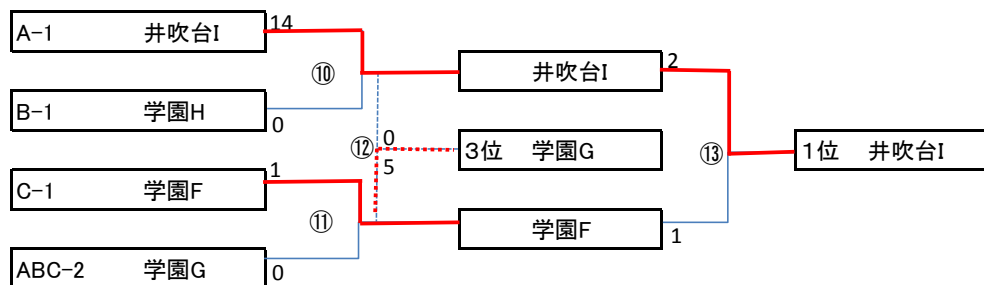 A-1 井吹台I 14
⑩
B-1 学園H 0
C-1 学園F 1
⑪
ABC-2 学園G 0
井吹台I 2
⑫ 0 3位 学園G
5
学園F 1
⑬
1位 井吹台I